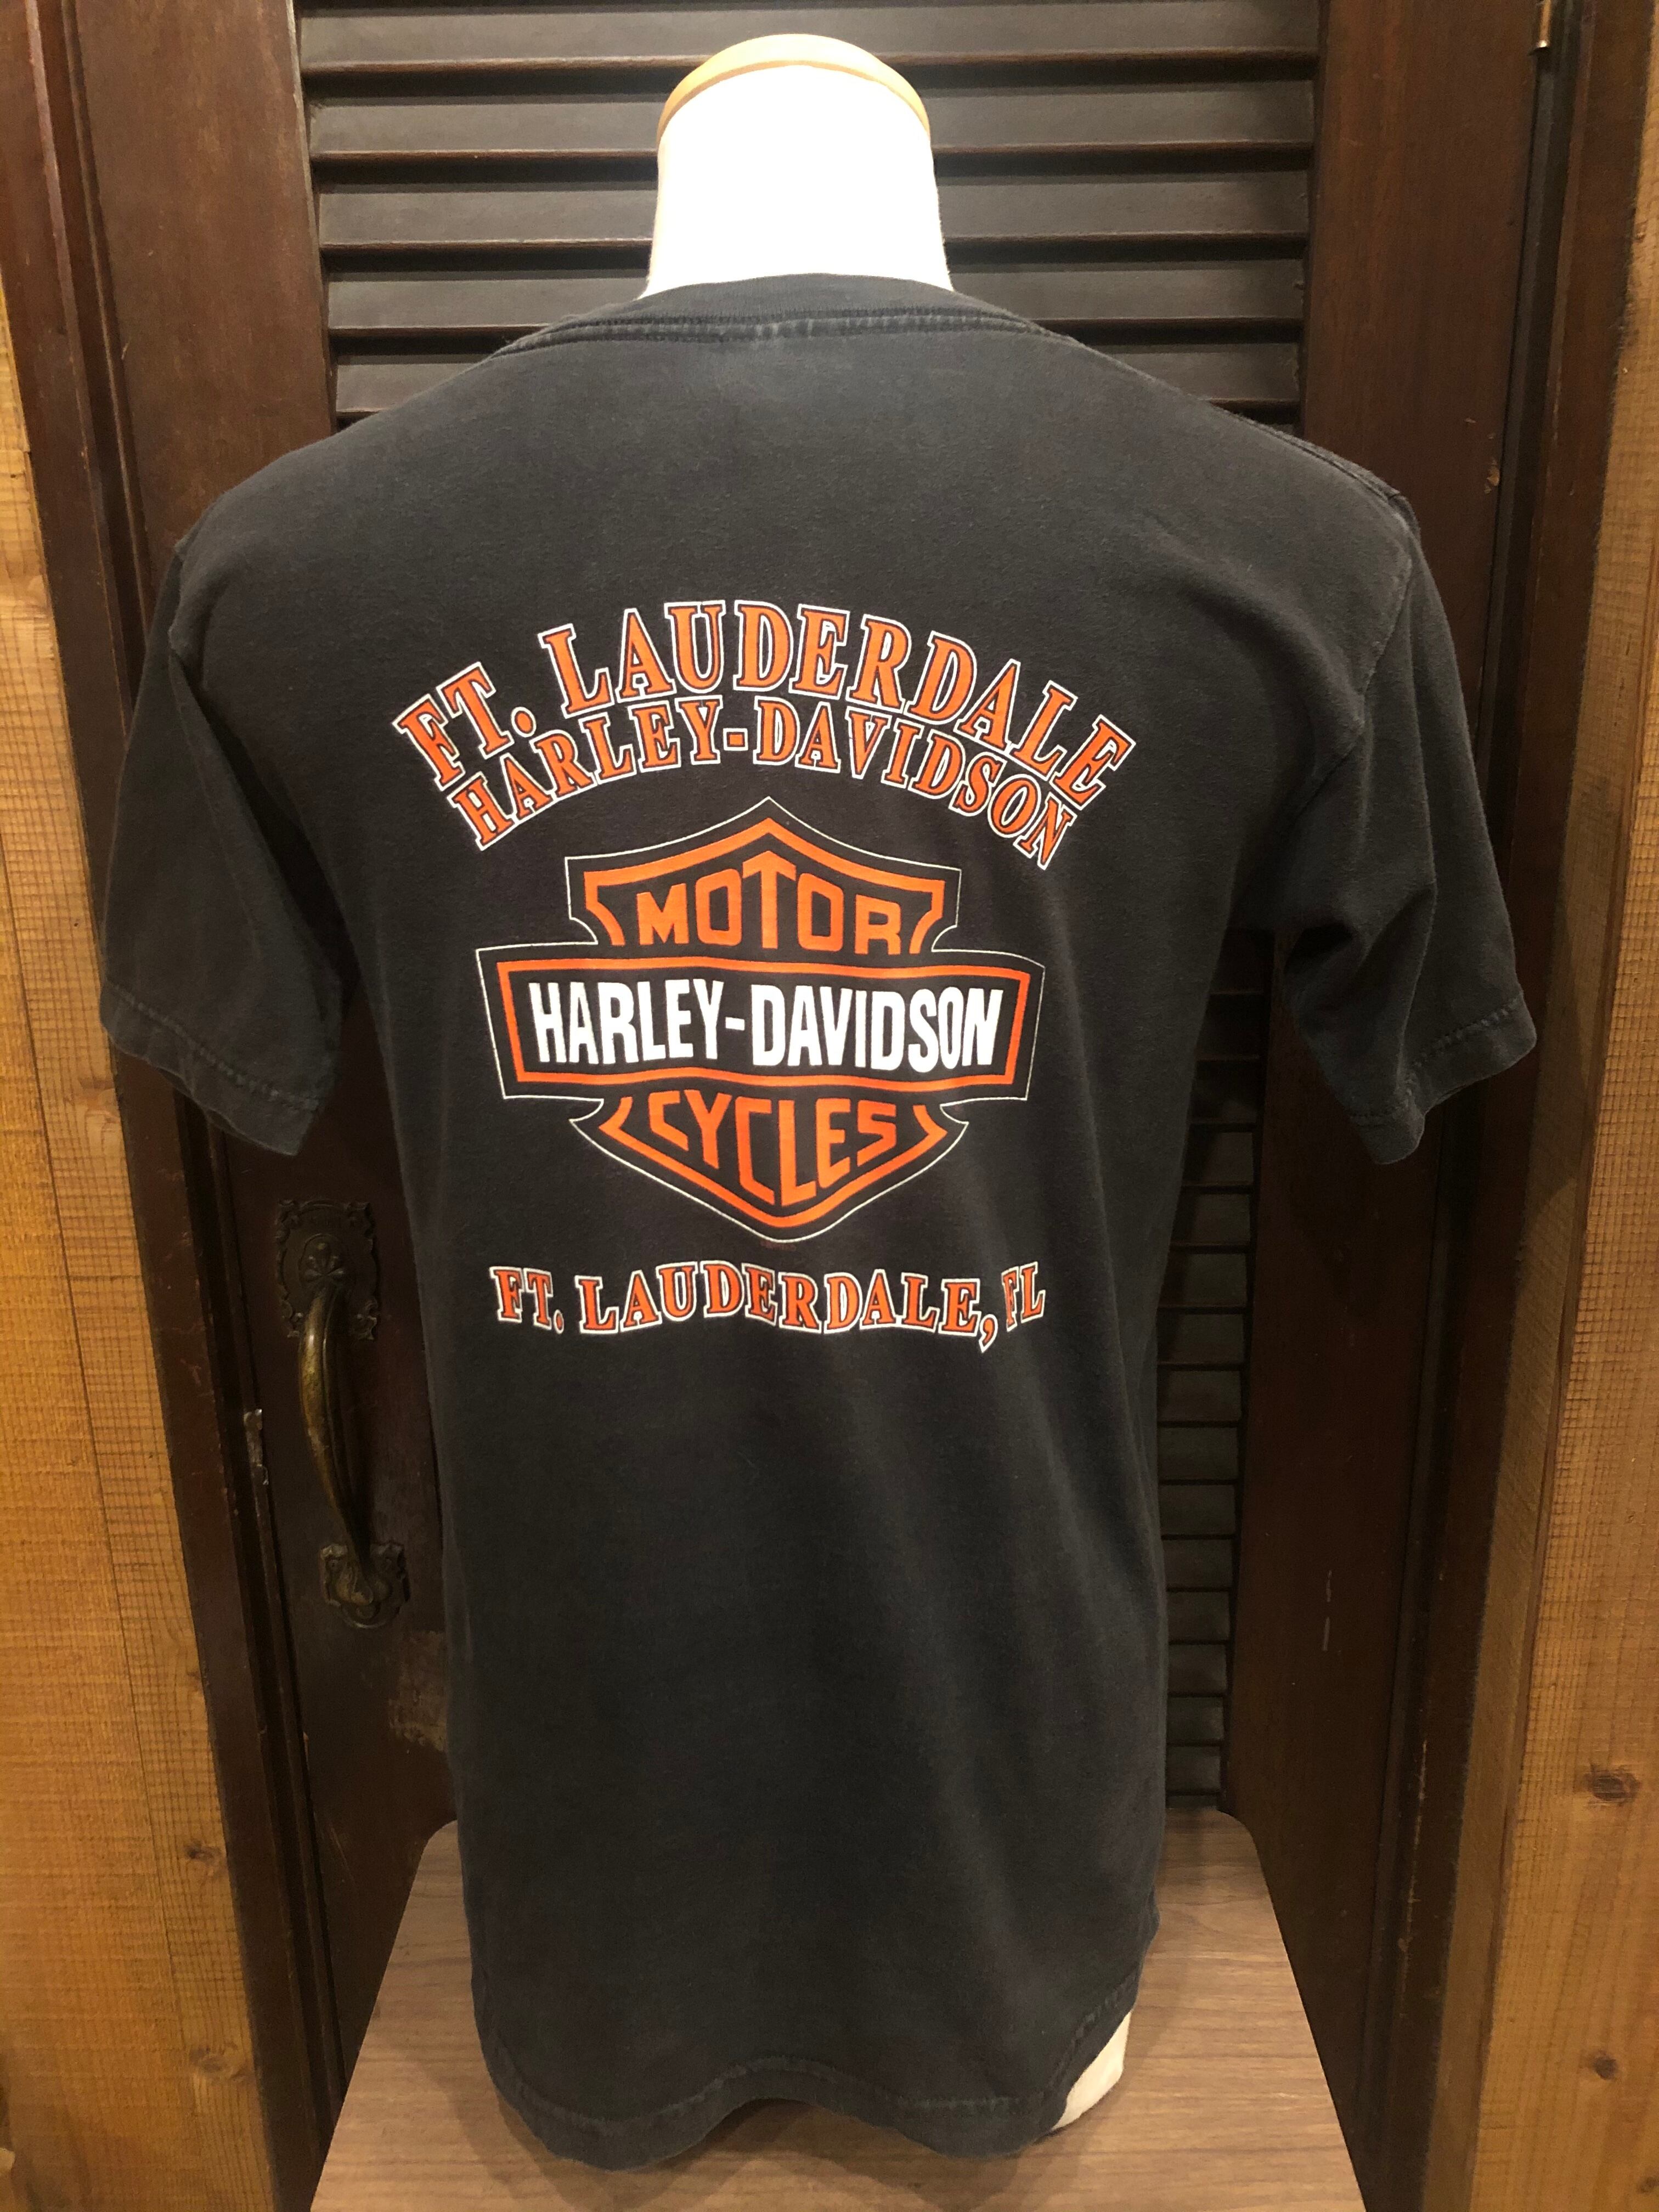 FT. LAUDERDALE
HARLEY-DAVIDSON
MOTOR
HARLEY-DAVIDSON
CYCLES
FT. LAUDERDALE, FL